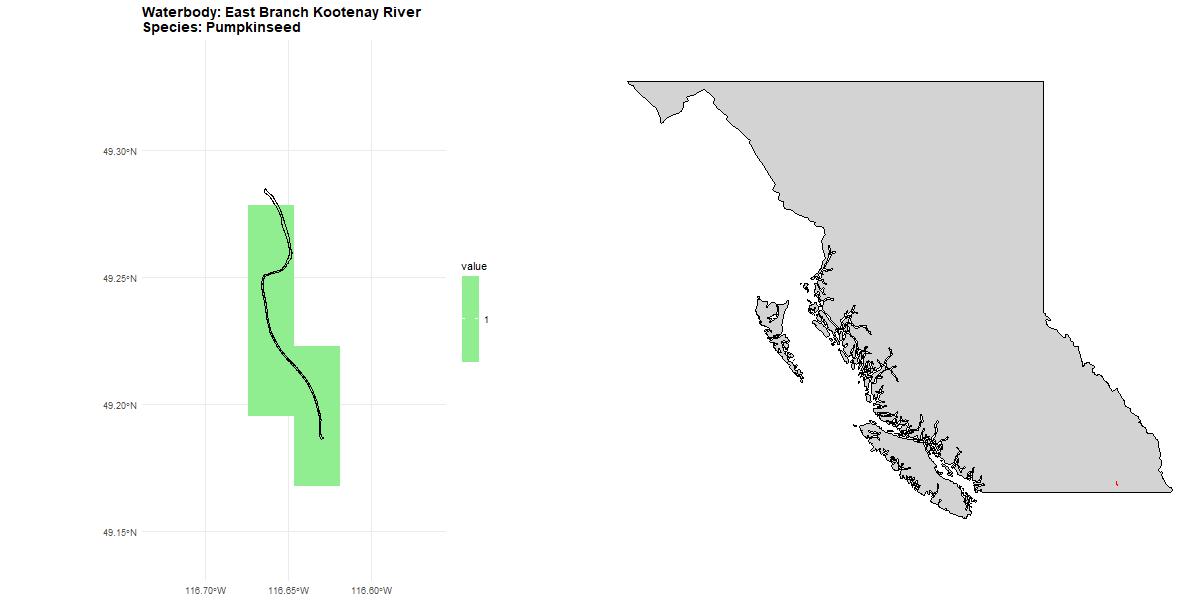 Waterbody: East Branch Kootenay River
Species: Pumpkinseed
49.30°N
49.25°N
49.20°N
49.15°N
116.70°W
116.65°W
116.60°W
value
1